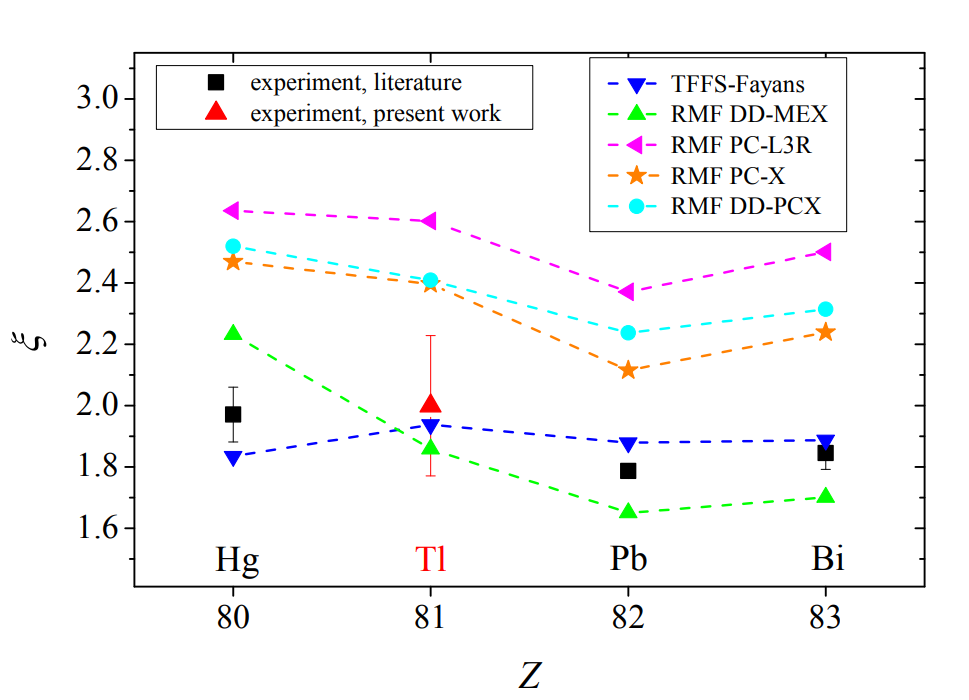 experiment, literature
experiment, present work
TFFS-Fayans
RMF DD-MEX
RMF PC-L3R
RMF PC-X
RMF DD-PCX
3.0
2.8
2.6
2.4
2.2
2.0
1.8
1.6
ξ
Hg Tl Pb Bi
80 81 82 83
Z